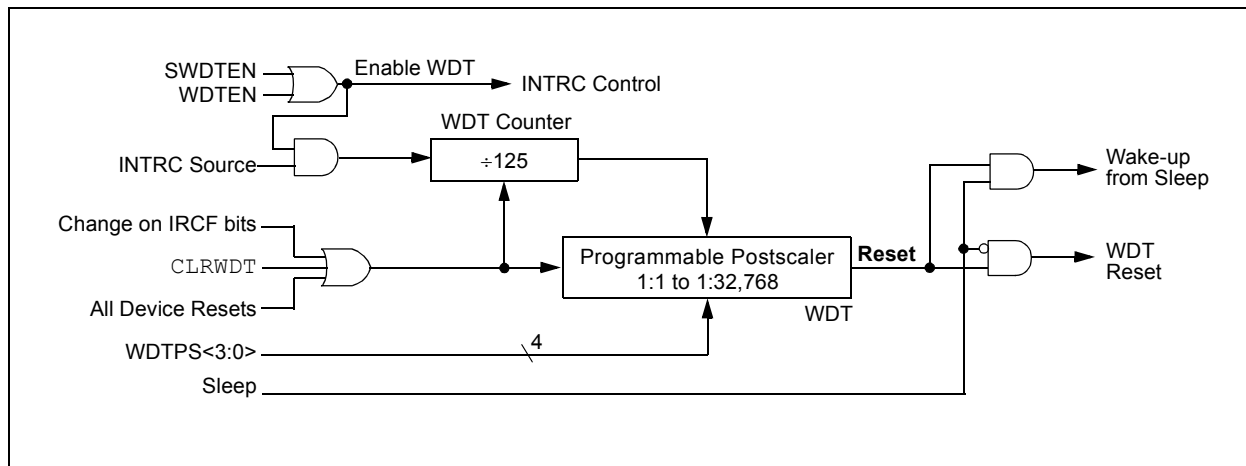 SWDTEN
WDTEN
Enable WDT
INTRC Control
WDT Counter
÷125
INTRC Source
Wake-up
from Sleep
Change on IRCF bits
CLRWDT
All Device Resets
Programmable Postscaler
1:1 to 1:32,768
Reset
WDT
WDT
Reset
WDTPS<3:0>
4
Sleep